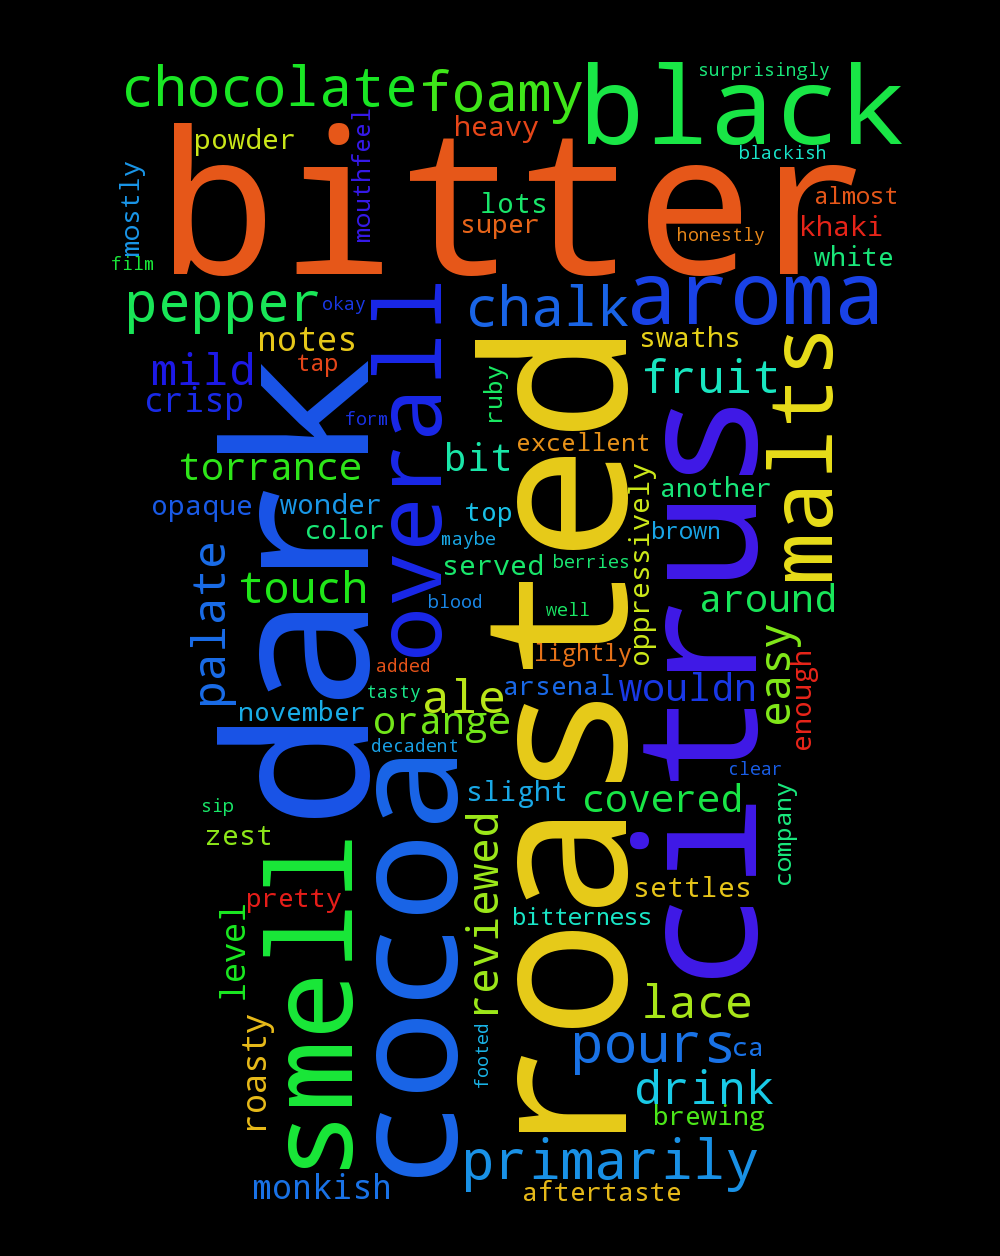 surprisingly
chocolate
foamy
black
heavy
powder
mouthfeel
bitter
blackish
mostly
lots
super
almost
khaki
honestly
white
film
pepper
okay
overall
chalk
aroma
notes
tap
swaths
mild
crisp
dark
form
ruby
roasted
fruit
malts
torrance
bit
excellent
citrus
opaque
wonder
color
top
maybe
oppressively
another
brown
palate
touch
served
berries
blood
well
around
lightly
added
tasty
ale
arsenal
wouldn
easy
enough
november
orange
decadent
cocoa
clear
sip
zest
slight
covered
company
smell
reviewed
pretty
settles
bitterness
level
lace
roasty
footed
pours
ca
drink
brewing
primarily
monkish
aftertaste